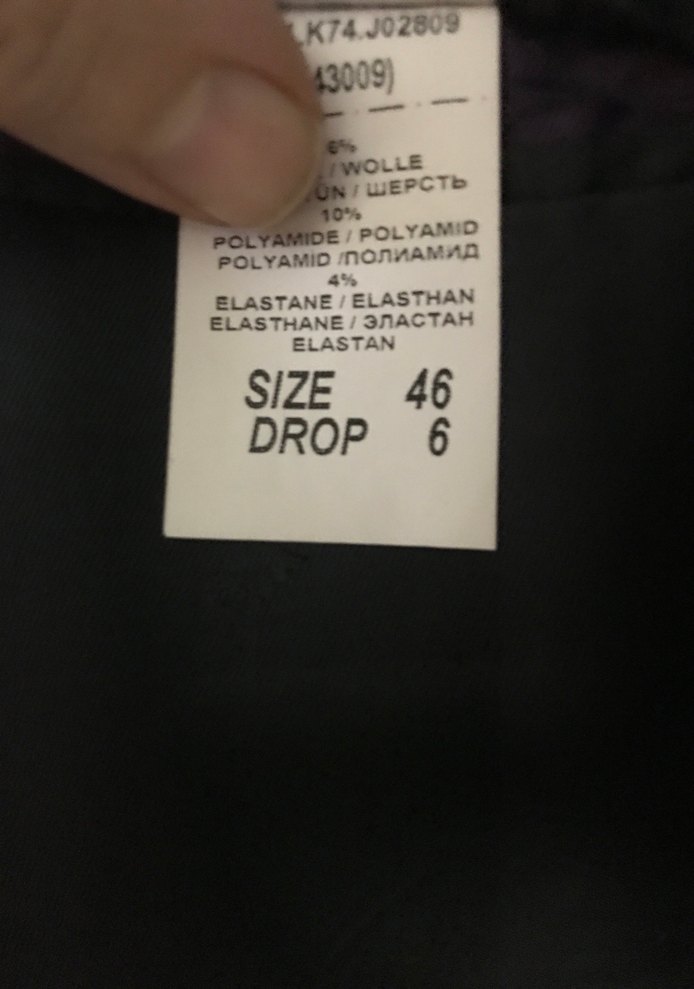 K74.J02809
43009)
6%
/ WOLLE
ÜN / ШЕРСТЬ
10%
POLYAMIDE / POLYAMID
POLYAMID /ПОЛИАМИД
4%
ELASTANE / ELASTHAN
ELASTHANE / ЭЛАСТАН
ELASTAN
SIZE 46
DROP 6